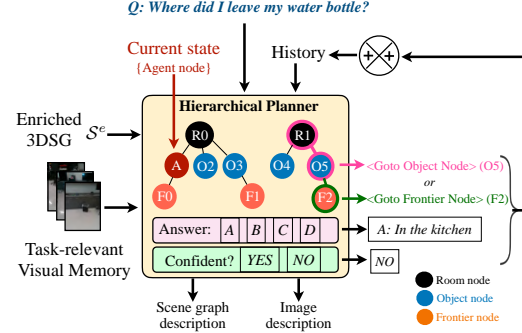 Q: Where did I leave my water bottle?
Current state
{Agent node}
History
Hierarchical Planner
Enriched
3DSG Sᵉ
R0
R1
A
O2
O3
O4
O5
F0
F1
F2
<Goto Object Node> (O5)
or
<Goto Frontier Node> (F2)
Task-relevant
Visual Memory
Answer: A B C D
A: In the kitchen
Confident? YES NO
NO
Scene graph
description
Image
description
Room node
Object node
Frontier node